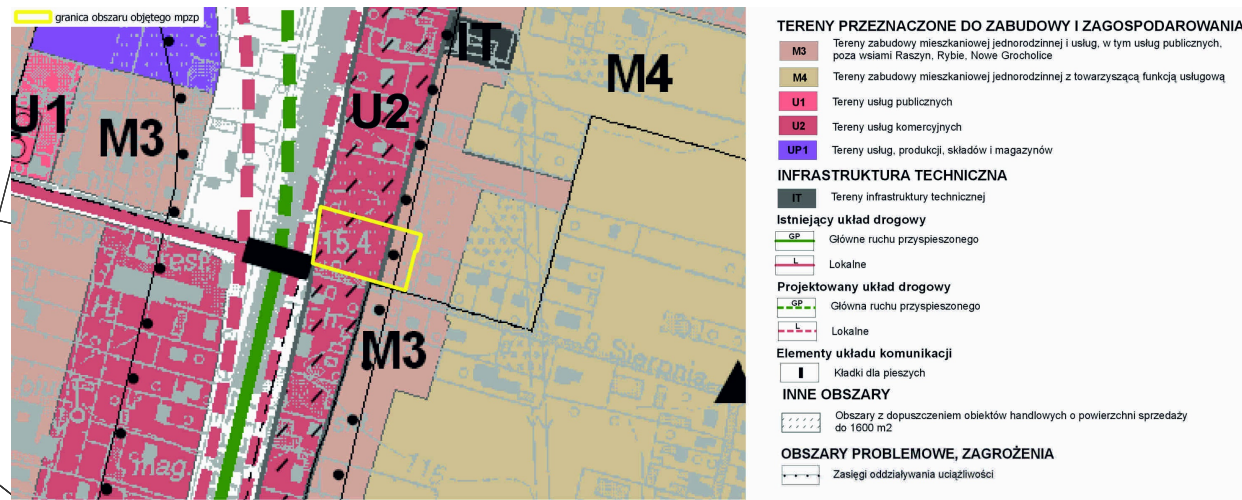 granica obszaru objętego mpzp
IT
M4
U2
U1
M3
15.4
rest.
M3
6 Sierpnia
mag
115
TERENY PRZEZNACZONE DO ZABUDOWY I ZAGOSPODAROWANIA
M3 Tereny zabudowy mieszkaniowej jednorodzinnej i usług, w tym usług publicznych,
poza wsiami Raszyn, Rybie, Nowe Grocholice
M4 Tereny zabudowy mieszkaniowej jednorodzinnej z towarzyszącą funkcją usługową
U1 Tereny usług publicznych
U2 Tereny usług komercyjnych
UP1 Tereny usług, produkcji, składów i magazynów
INFRASTRUKTURA TECHNICZNA
IT Tereny infrastruktury technicznej
Istniejący układ drogowy
GP Główne ruchu przyspieszonego
L Lokalne
Projektowany układ drogowy
GP Główna ruchu przyspieszonego
L Lokalne
Elementy układu komunikacji
Kładki dla pieszych
INNE OBSZARY
Obszary z dopuszczeniem obiektów handlowych o powierzchni sprzedaży
do 1600 m2
OBSZARY PROBLEMOWE, ZAGROŻENIA
Zasięgi oddziaływania uciążliwości